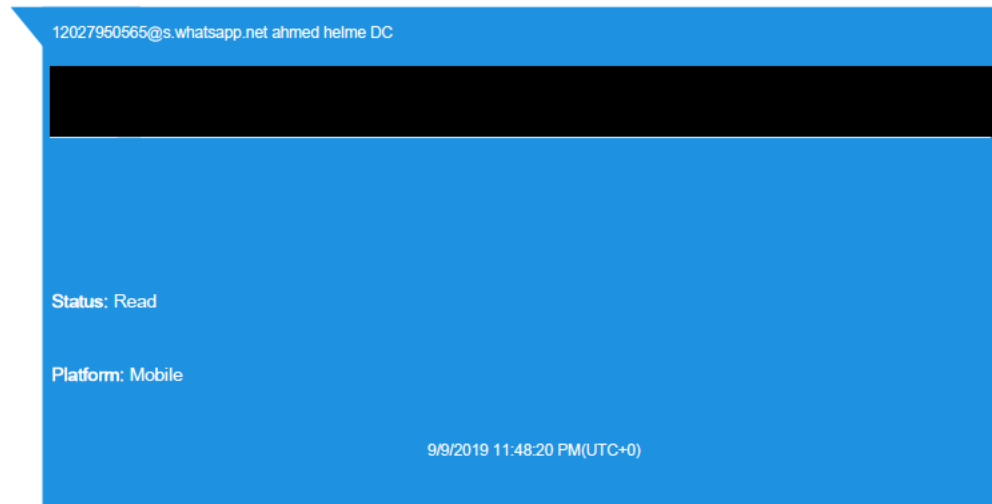 12027950565@s.whatsapp.net ahmed helme DC
Status: Read
Platform: Mobile
9/9/2019 11:48:20 PM(UTC+0)